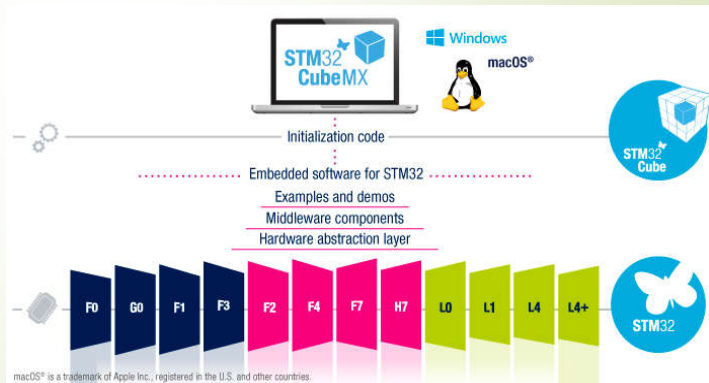 STM32
CubeMX
Windows
macOS®
Initialization code
STM32
Cube
Embedded software for STM32
Examples and demos
Middleware components
Hardware abstraction layer
F0 G0 F1 F3 F2 F4 F7 H7 L0 L1 L4 L4+
STM32
macOS® is a trademark of Apple Inc., registered in the U.S. and other countries.